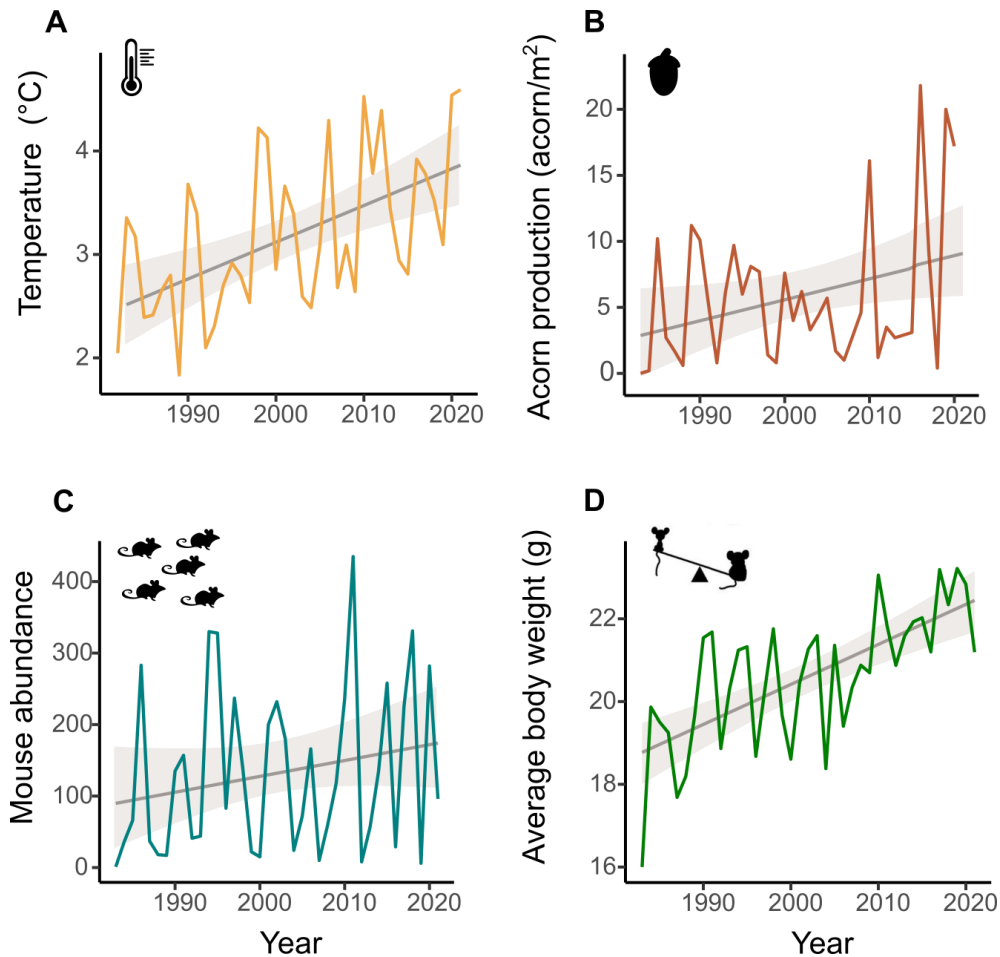 A
Temperature (°C)
4
3
2
1990 2000 2010 2020
B
Acorn production (acorn/m²)
20
15
10
5
0
1990 2000 2010 2020
C
Mouse abundance
400
300
200
100
0
1990 2000 2010 2020
Year
D
Average body weight (g)
22
20
18
16
1990 2000 2010 2020
Year